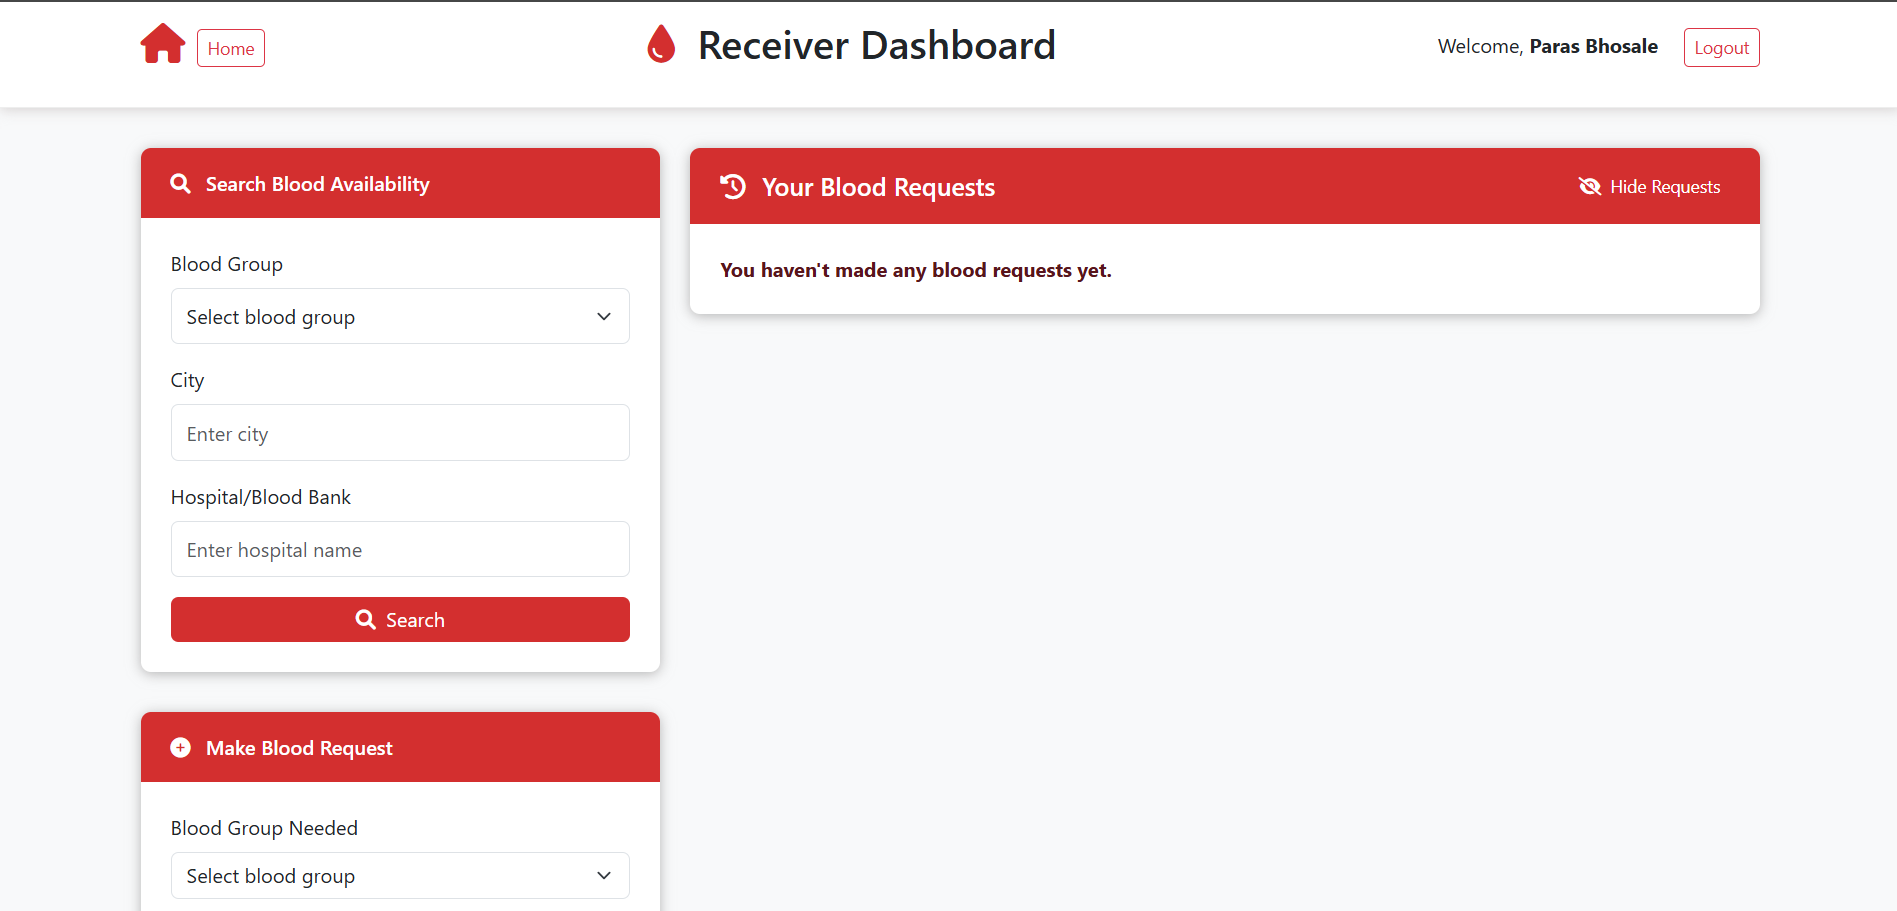 Home
Receiver Dashboard
Welcome, Paras Bhosale
Logout
Search Blood Availability
Blood Group
Select blood group
City
Enter city
Hospital/Blood Bank
Enter hospital name
Search
Make Blood Request
Blood Group Needed
Select blood group
Your Blood Requests
Hide Requests
You haven't made any blood requests yet.